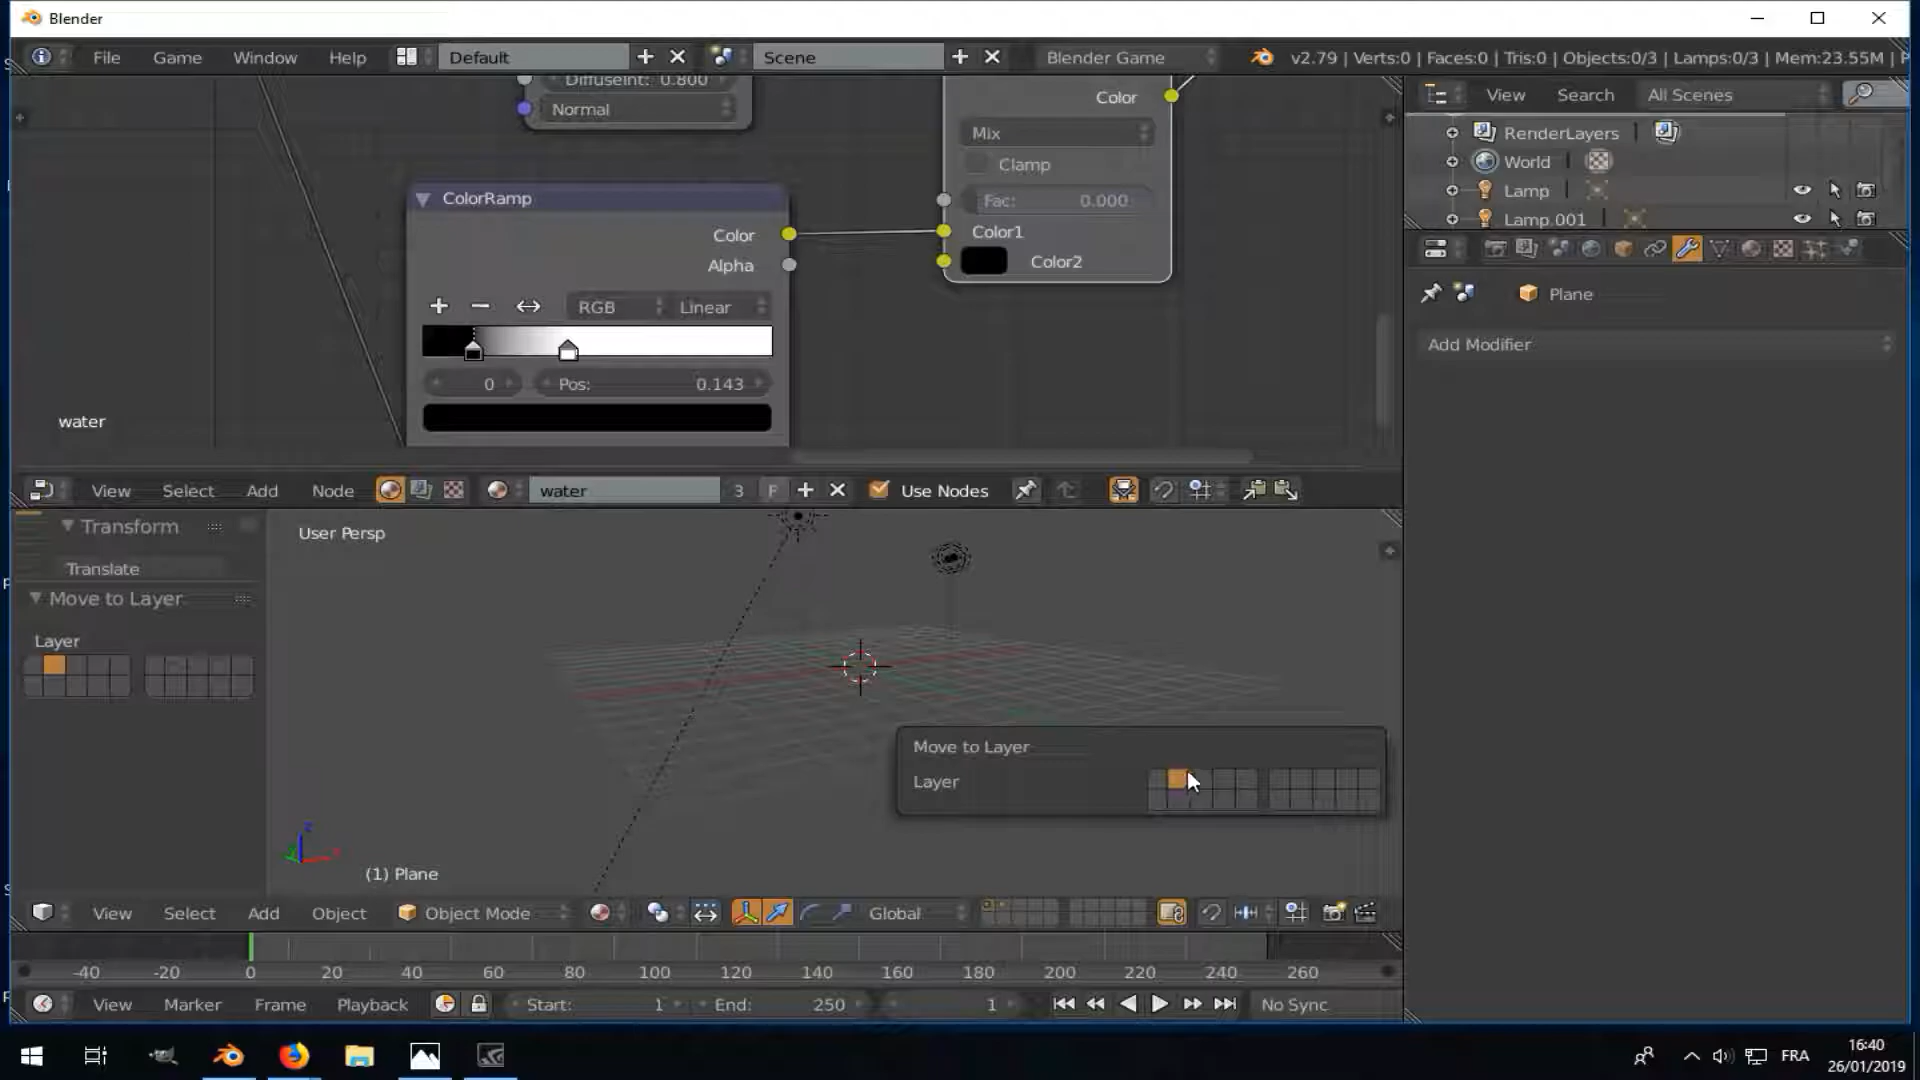 Blender
File Game Window Help Default Scene Blender Game v2.79 | Verts:0 | Faces:0 | Tris:0 | Objects:0/3 | Lamps:0/3 | Mem:23.55M |
DiffuseInt: 0.800
Normal
Color
Mix
Clamp
Fac: 0.000
Color1
Color2
ColorRamp
Color
Alpha
RGB Linear
0 Pos: 0.143
water
View Search All Scenes
RenderLayers
World
Lamp
Lamp.001
Plane
Add Modifier
View Select Add Node water 3 F Use Nodes
Transform
Translate
Move to Layer
Layer
User Persp
Move to Layer
Layer
(1) Plane
View Select Add Object Object Mode Global
-40 -20 0 20 40 60 80 100 120 140 160 180 200 220 240 260
View Marker Frame Playback Start: 1 End: 250 1 No Sync
FRA
16:40
26/01/2019